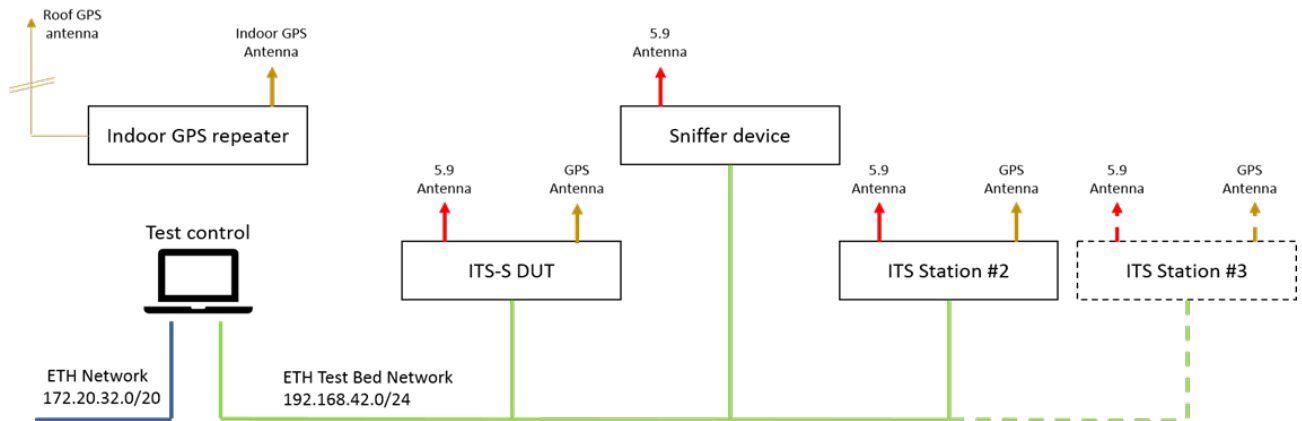 Roof GPS
antenna
Indoor GPS
Antenna
5.9
Antenna
Indoor GPS repeater
Sniffer device
5.9
Antenna
GPS
Antenna
5.9
Antenna
GPS
Antenna
5.9
Antenna
GPS
Antenna
Test control
ITS-S DUT
ITS Station #2
ITS Station #3
ETH Network
172.20.32.0/20
ETH Test Bed Network
192.168.42.0/24